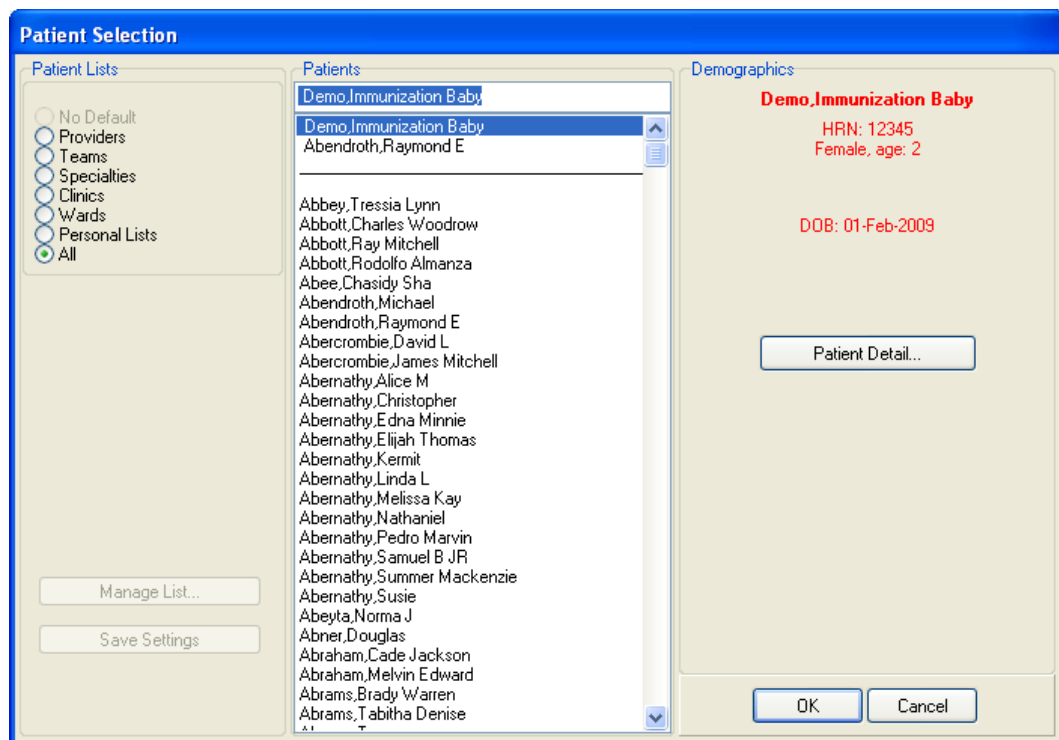 Patient Selection
Patient Lists
No Default
Providers
Teams
Specialties
Clinics
Wards
Personal Lists
All
Manage List...
Save Settings
Patients
Demo,Immunization Baby
Demo,Immunization Baby
Abendroth,Raymond E
Abbey,Tressia Lynn
Abbott,Charles Woodrow
Abbott,Ray Mitchell
Abbott,Rodolfo Almanza
Abee,Chasidy Sha
Abendroth,Michael
Abendroth,Raymond E
Abercrombie,David L
Abercrombie,James Mitchell
Abernathy,Alice M
Abernathy,Christopher
Abernathy,Edna Minnie
Abernathy,Elijah Thomas
Abernathy,Kermit
Abernathy,Linda L
Abernathy,Melissa Kay
Abernathy,Nathaniel
Abernathy,Pedro Marvin
Abernathy,Samuel B JR
Abernathy,Summer Mackenzie
Abernathy,Susie
Abeyta,Norma J
Abner,Douglas
Abraham,Cade Jackson
Abraham,Melvin Edward
Abrams,Brady Warren
Abrams,Tabitha Denise
Demographics
Demo,Immunization Baby
HRN: 12345
Female, age: 2
DOB: 01-Feb-2009
Patient Detail...
OK
Cancel